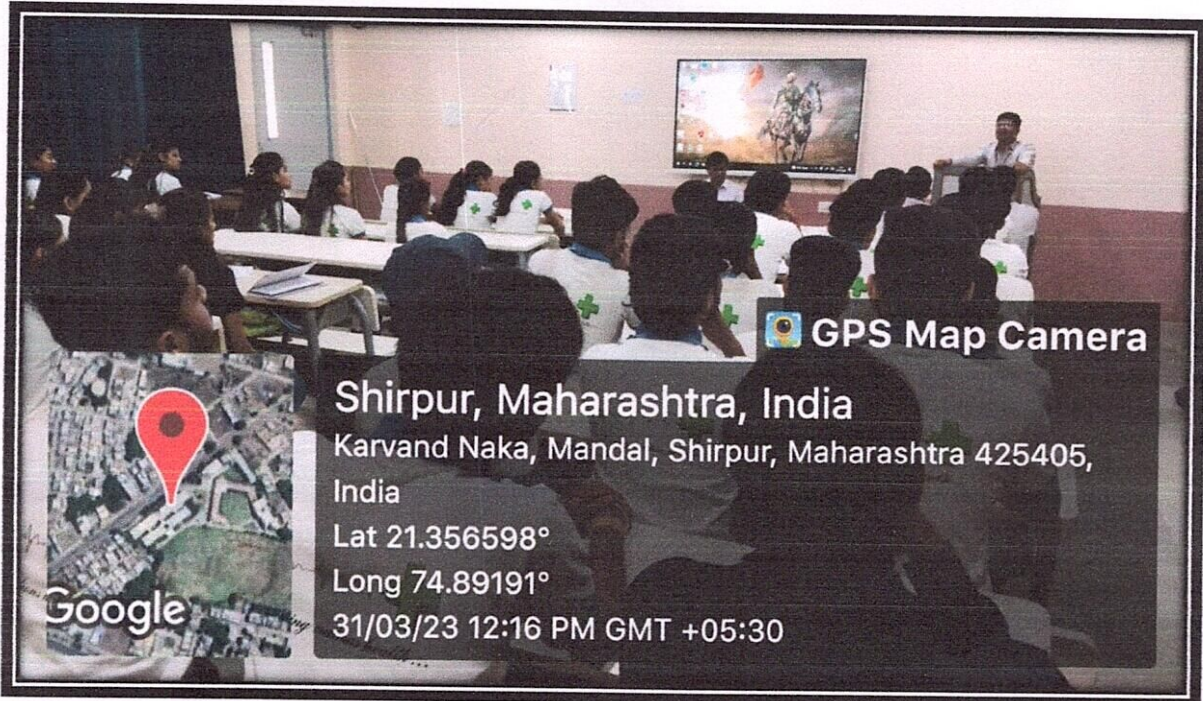 GPS Map Camera
Shirpur, Maharashtra, India
Karvand Naka, Mandal, Shirpur, Maharashtra 425405,
India
Lat 21.356598°
Long 74.89191°
31/03/23 12:16 PM GMT +05:30
Google